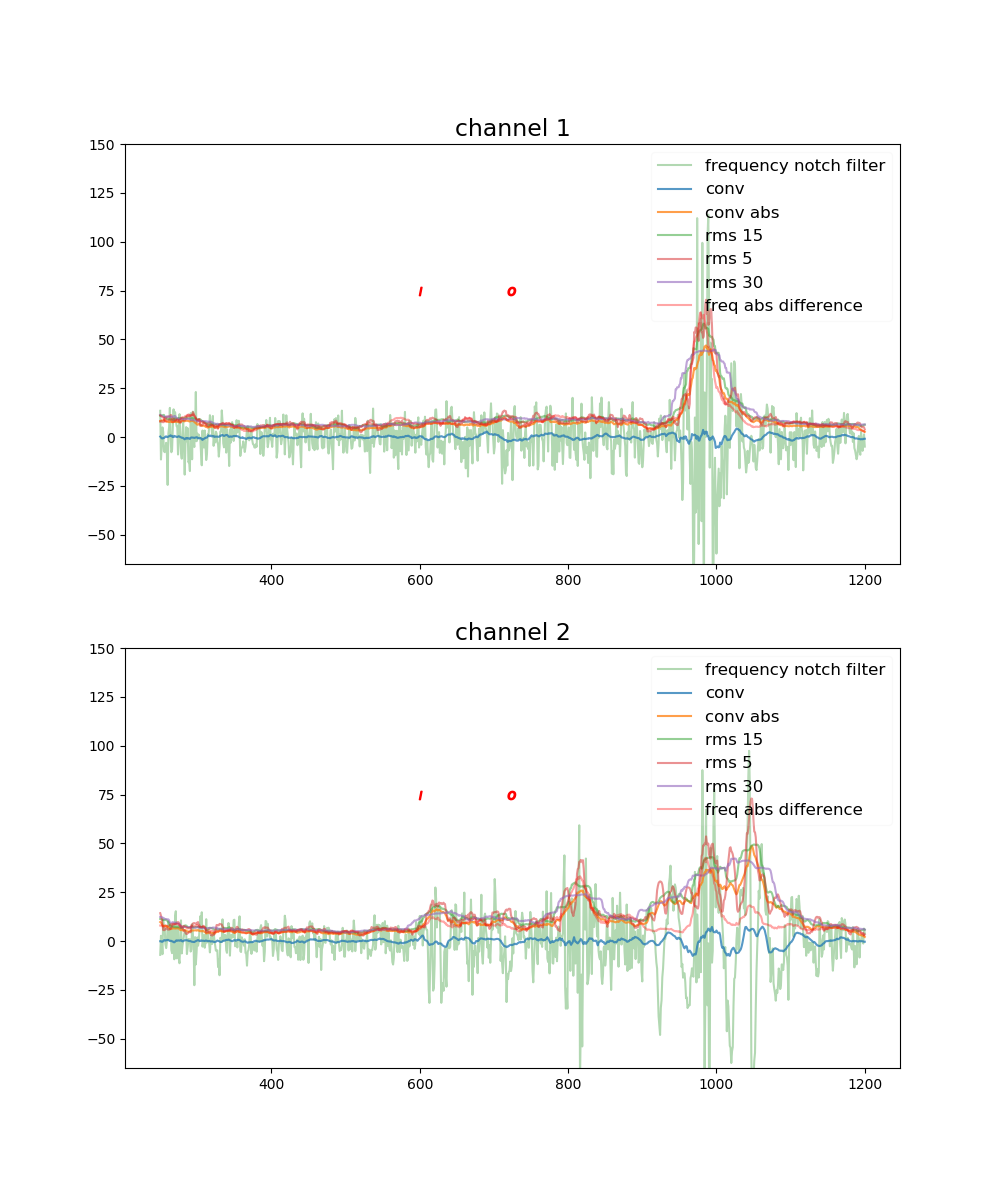 channel 1
150
125
100
75
50
25
0
−25
−50
frequency notch filter
conv
conv abs
rms 15
rms 5
rms 30
freq abs difference
I O
400 600 800 1000 1200
channel 2
150
125
100
75
50
25
0
−25
−50
frequency notch filter
conv
conv abs
rms 15
rms 5
rms 30
freq abs difference
I O
400 600 800 1000 1200